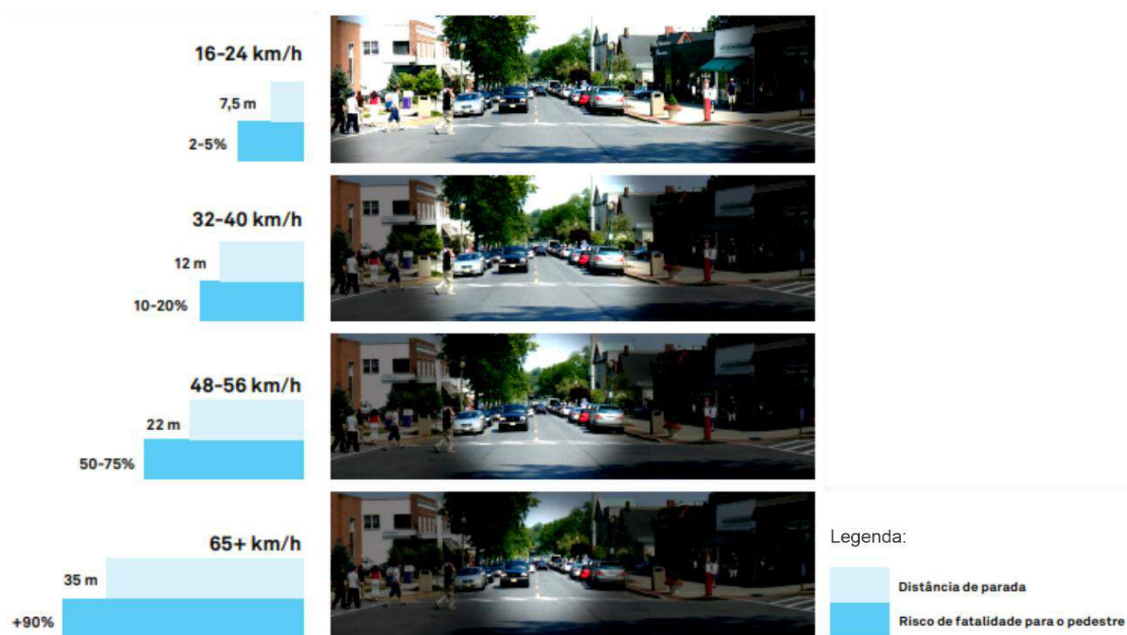 16-24 km/h
7,5 m
2-5%
32-40 km/h
12 m
10-20%
48-56 km/h
22 m
50-75%
65+ km/h
35 m
+90%
Legenda:
Distância de parada
Risco de fatalidade para o pedestre